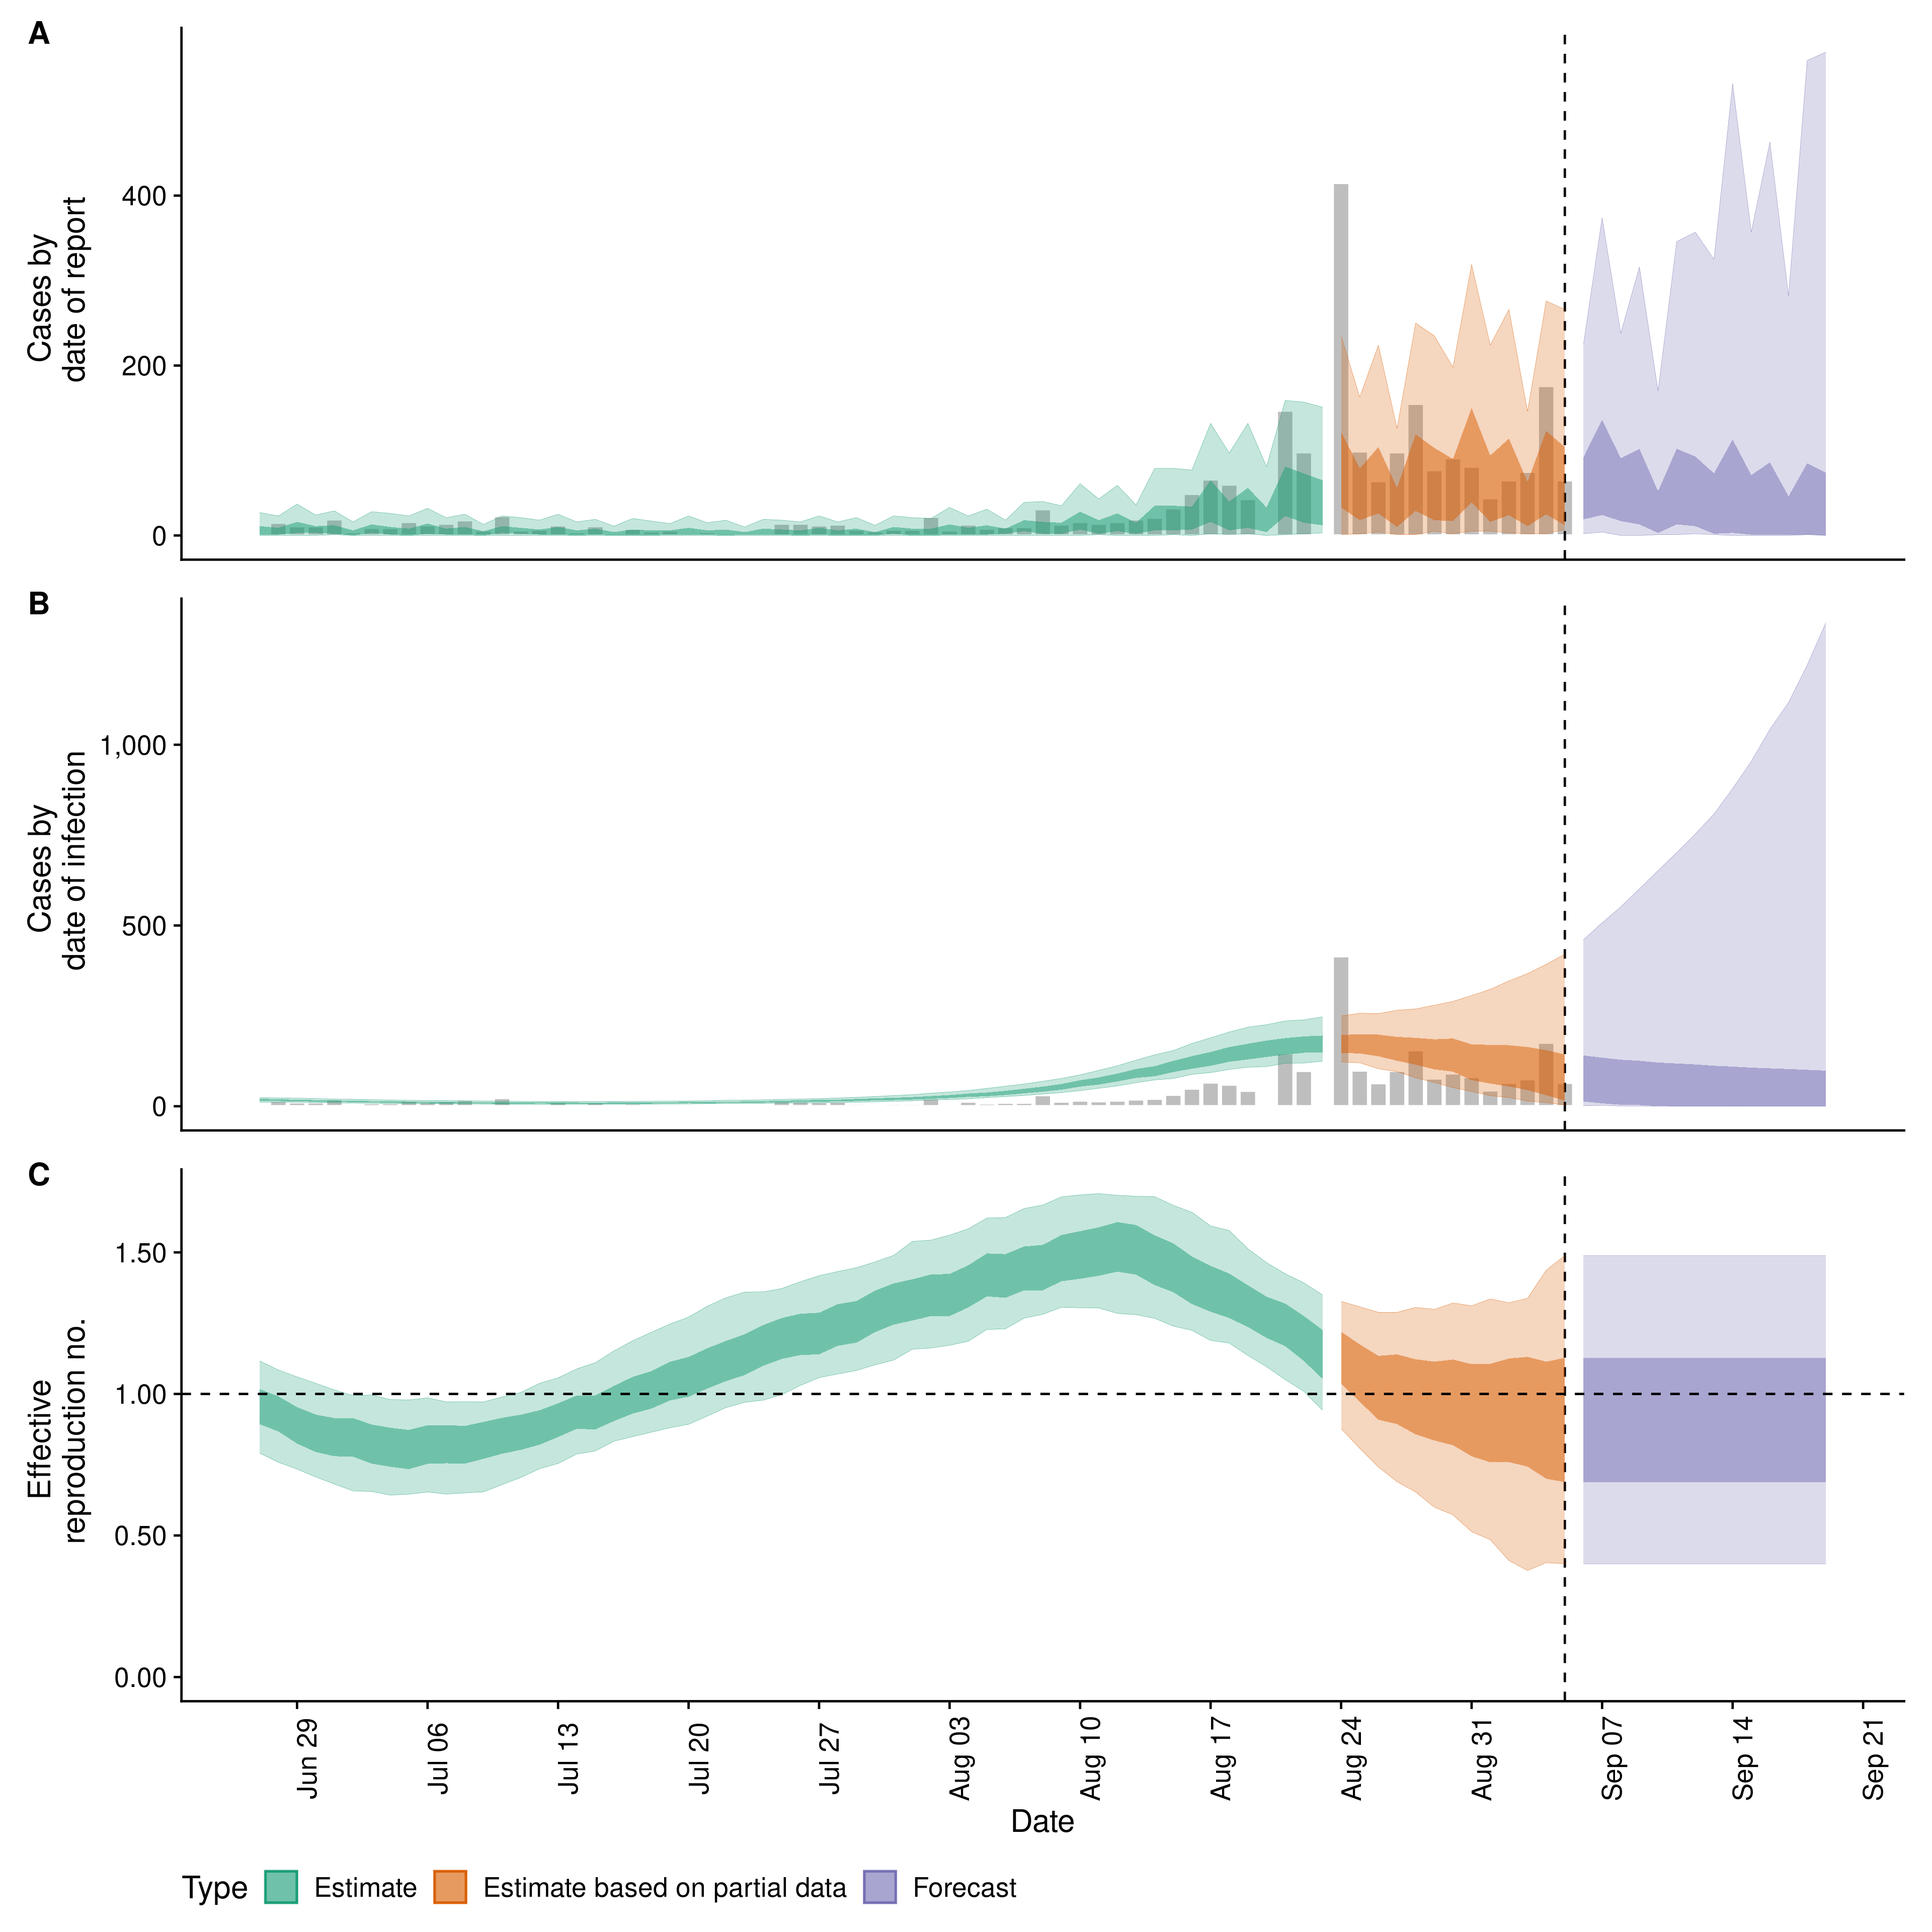 A
Cases by
date of report
400
200
0
B
Cases by
date of infection
1,000
500
0
C
Effective
reproduction no.
1.50
1.00
0.50
0.00
Jun 29
Jul 06
Jul 13
Jul 20
Jul 27
Aug 03
Aug 10
Aug 17
Aug 24
Aug 31
Sep 07
Sep 14
Sep 21
Date
Type Estimate Estimate based on partial data Forecast